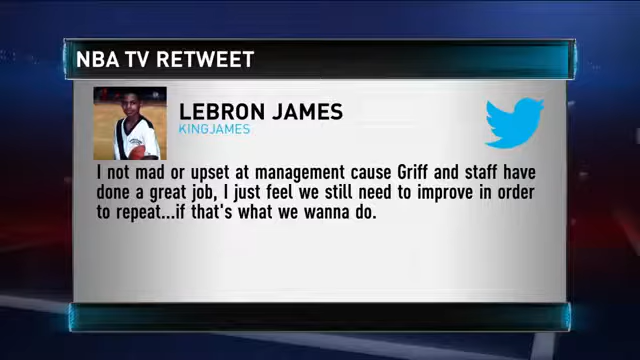 NBA TV RETWEET
LEBRON JAMES
KINGJAMES
I not mad or upset at management cause Griff and staff have
done a great job, I just feel we still need to improve in order
to repeat...if that's what we wanna do.